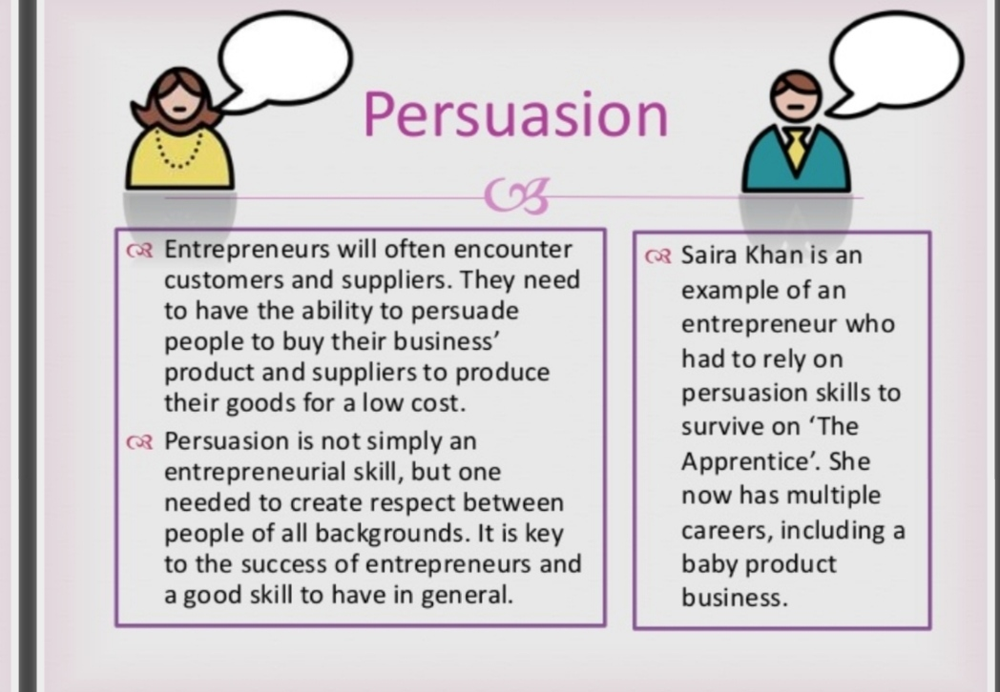 Persuasion
Entrepreneurs will often encounter
customers and suppliers. They need
to have the ability to persuade
people to buy their business’
product and suppliers to produce
their goods for a low cost.
Persuasion is not simply an
entrepreneurial skill, but one
needed to create respect between
people of all backgrounds. It is key
to the success of entrepreneurs and
a good skill to have in general.
Saira Khan is an
example of an
entrepreneur who
had to rely on
persuasion skills to
survive on ‘The
Apprentice’. She
now has multiple
careers, including a
baby product
business.